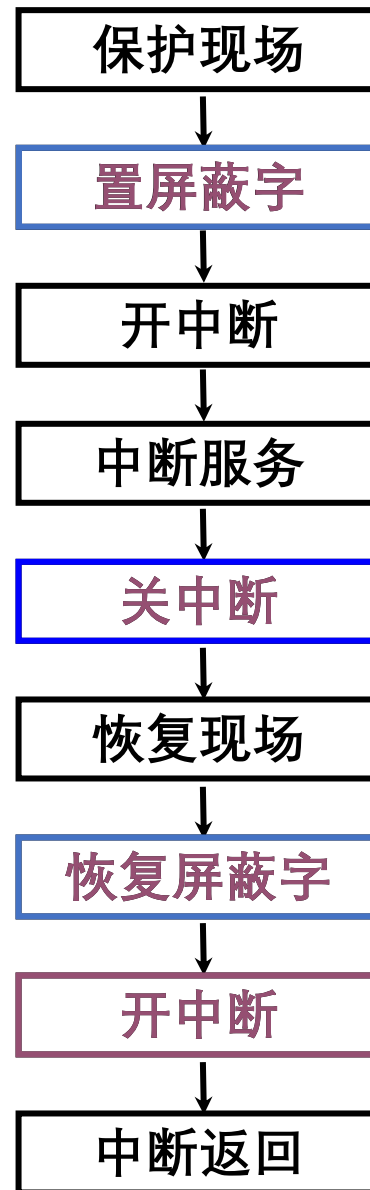 保护现场
置屏蔽字
开中断
中断服务
关中断
恢复现场
恢复屏蔽字
开中断
中断返回